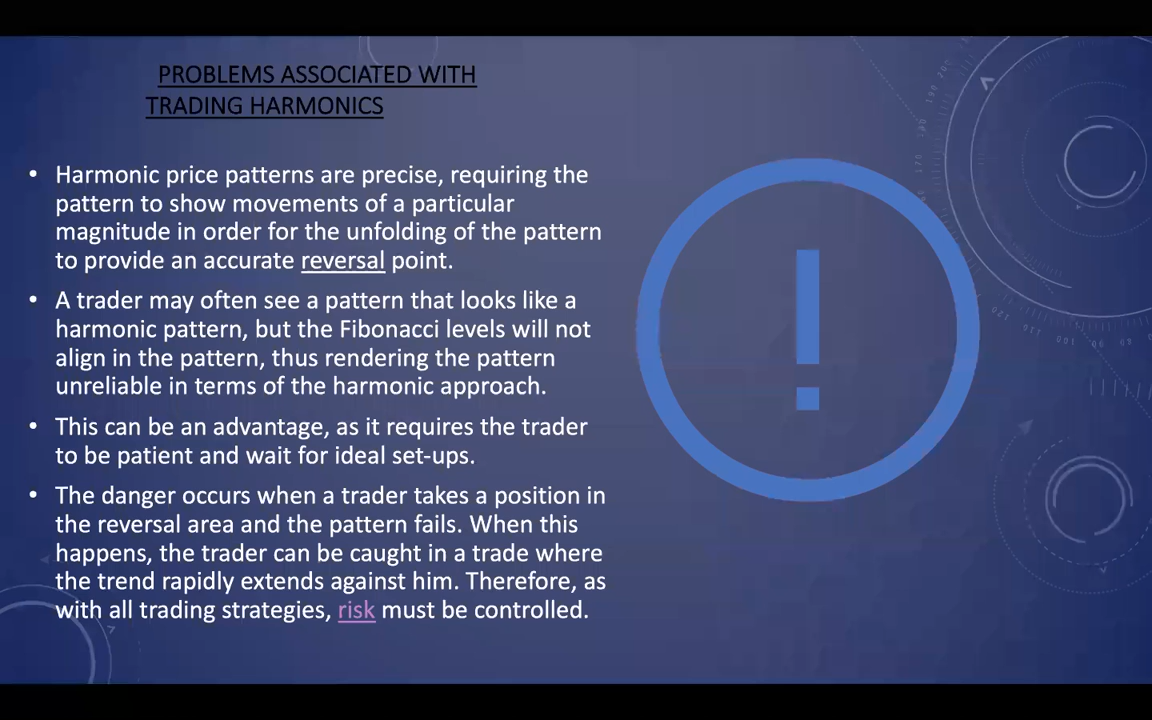 PROBLEMS ASSOCIATED WITH
TRADING HARMONICS
• Harmonic price patterns are precise, requiring the
pattern to show movements of a particular
magnitude in order for the unfolding of the pattern
to provide an accurate reversal point.
• A trader may often see a pattern that looks like a
harmonic pattern, but the Fibonacci levels will not
align in the pattern, thus rendering the pattern
unreliable in terms of the harmonic approach.
• This can be an advantage, as it requires the trader
to be patient and wait for ideal set-ups.
• The danger occurs when a trader takes a position in
the reversal area and the pattern fails. When this
happens, the trader can be caught in a trade where
the trend rapidly extends against him. Therefore, as
with all trading strategies, risk must be controlled.
!